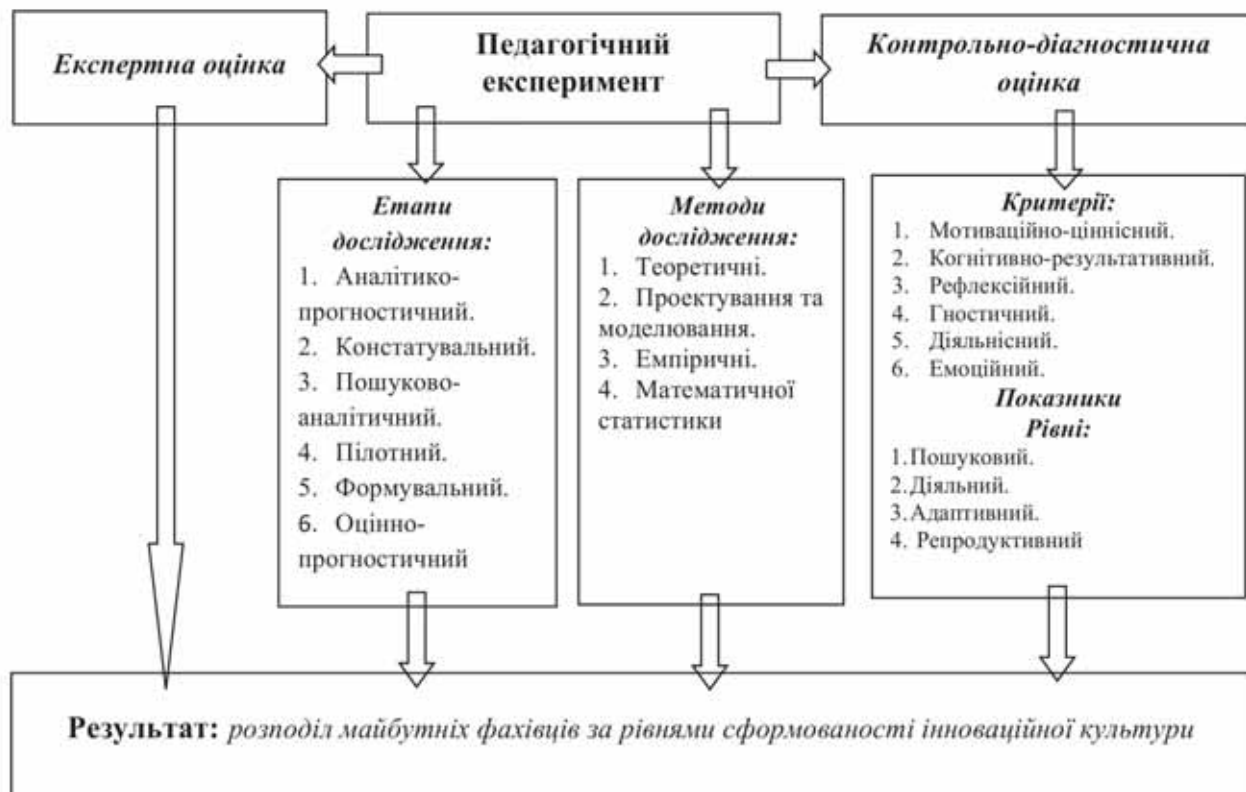 Експертна оцінка
Педагогічний
експеримент
Контрольно-діагностична
оцінка
Етапи
дослідження:
1. Аналітико-
прогностичний.
2. Констатувальний.
3. Пошуково-
аналітичний.
4. Пілотний.
5. Формувальний.
6. Оцінно-
прогностичний
Методи
дослідження:
1. Теоретичні.
2. Проектування та
моделювання.
3. Емпіричні.
4. Математичної
статистики
Критерії:
1. Мотиваційно-ціннісний.
2. Когнітивно-результативний.
3. Рефлексійний.
4. Гностичний.
5. Діяльнісний.
6. Емоційний.
Показники
Рівні:
1.Пошуковий.
2.Діяльний.
3.Адаптивний.
4. Репродуктивний
Результат: розподіл майбутніх фахівців за рівнями сформованості інноваційної культури